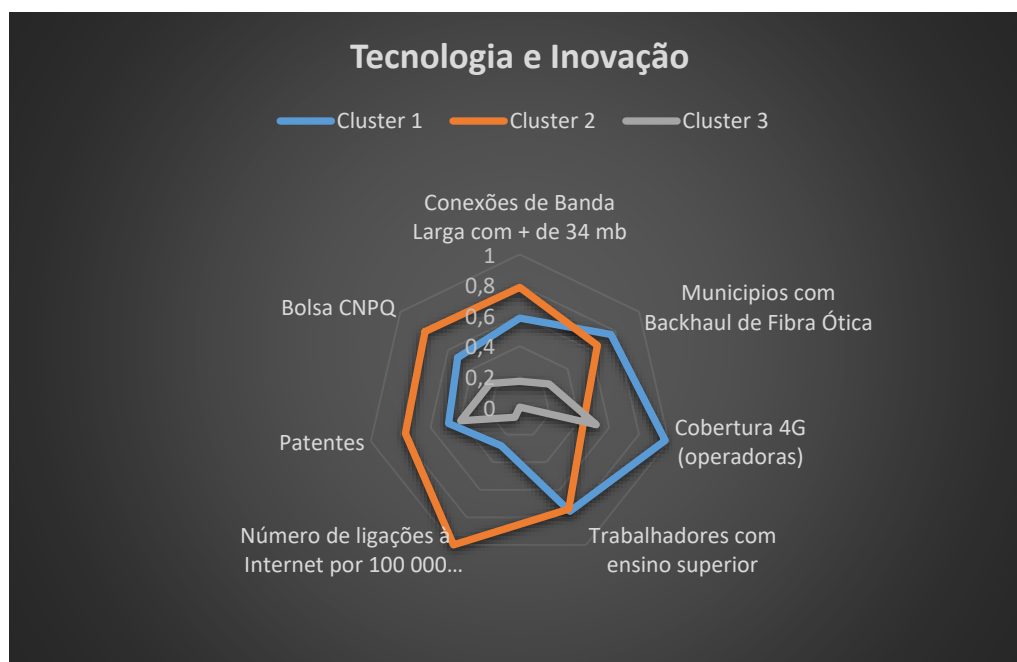 Tecnologia e Inovação
Cluster 1 Cluster 2 Cluster 3
Conexões de Banda
Larga com + de 34 mb
Municipios com
Backhaul de Fibra Ótica
Cobertura 4G
(operadoras)
Trabalhadores com
ensino superior
Número de ligações à
Internet por 100 000…
Patentes
Bolsa CNPQ
1
0,8
0,6
0,4
0,2
0